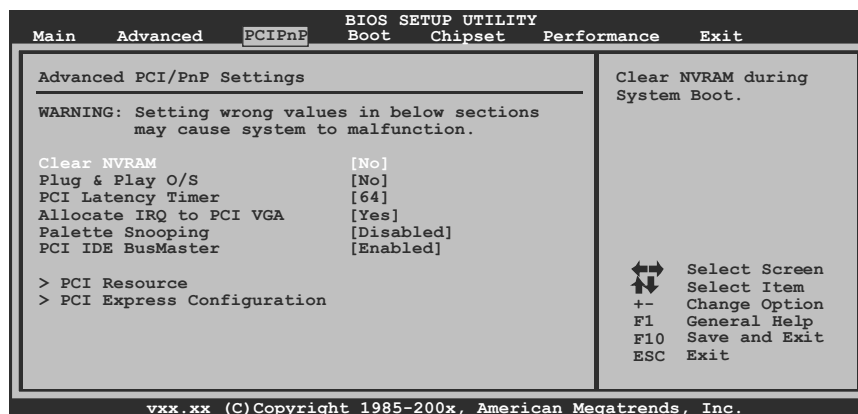 BIOS SETUP UTILITY
Main Advanced PCIPnP Boot Chipset Performance Exit
Advanced PCI/PnP Settings
WARNING: Setting wrong values in below sections
may cause system to malfunction.
Clear NVRAM [No]
Plug & Play O/S [No]
PCI Latency Timer [64]
Allocate IRQ to PCI VGA [Yes]
Palette Snooping [Disabled]
PCI IDE BusMaster [Enabled]
> PCI Resource
> PCI Express Configuration
Clear NVRAM during
System Boot.
Select Screen
Select Item
+- Change Option
F1 General Help
F10 Save and Exit
ESC Exit
vxx.xx (C)Copyright 1985-200x, American Megatrends, Inc.